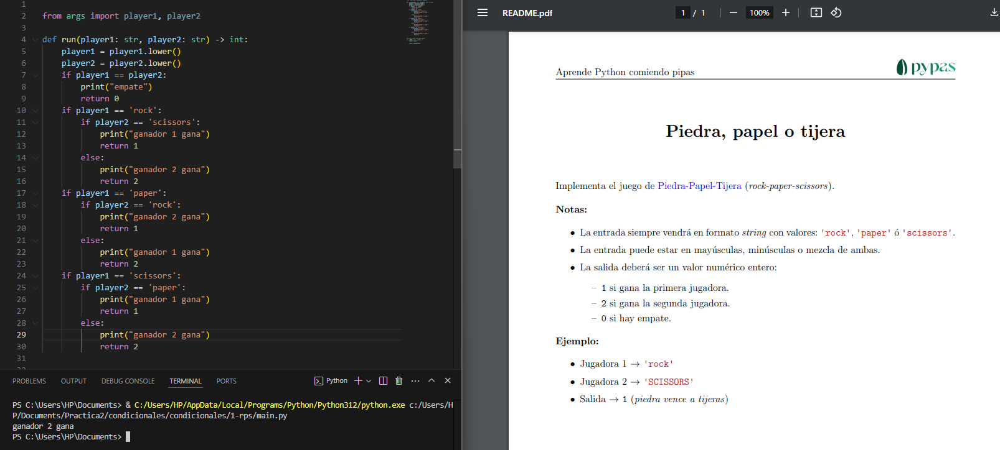 1
2 from args import player1, player2
3
4 def run(player1: str, player2: str) -> int:
5 player1 = player1.lower()
6 player2 = player2.lower()
7 if player1 == player2:
8 print("empate")
9 return 0
10 if player1 == 'rock':
11 if player2 == 'scissors':
12 print("ganador 1 gana")
13 return 1
14 else:
15 print("ganador 2 gana")
16 return 2
17 if player1 == 'paper':
18 if player2 == 'rock':
19 print("ganador 2 gana")
20 return 1
21 else:
22 print("ganador 1 gana")
23 return 2
24 if player1 == 'scissors':
25 if player2 == 'paper':
26 print("ganador 1 gana")
27 return 1
28 else:
29 print("ganador 2 gana")
30 return 2
31
PROBLEMS OUTPUT DEBUG CONSOLE TERMINAL PORTS Python
PS C:\Users\HP\Documents> & C:/Users/HP/AppData/Local/Programs/Python/Python312/python.exe c:/Users/H
P/Documents/Practica2/condicionales/condicionales/1-rps/main.py
ganador 2 gana
PS C:\Users\HP\Documents>
README.pdf 1 / 1 100%
Aprende Python comiendo pipas pypas
Piedra, papel o tijera
Implementa el juego de Piedra-Papel-Tijera (rock-paper-scissors).
Notas:
• La entrada siempre vendrá en formato string con valores: 'rock', 'paper' ó 'scissors'.
• La entrada puede estar en mayúsculas, minúsculas o mezcla de ambas.
• La salida deberá ser un valor numérico entero:
– 1 si gana la primera jugadora.
– 2 si gana la segunda jugadora.
– 0 si hay empate.
Ejemplo:
• Jugadora 1 → 'rock'
• Jugadora 2 → 'SCISSORS'
• Salida → 1 (piedra vence a tijeras)